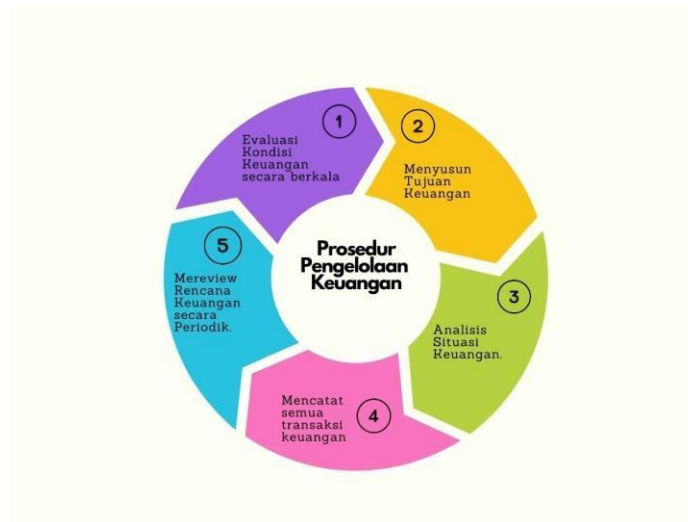 Prosedur
Pengelolaan
Keuangan
1
Evaluasi
Kondisi
Keuangan
secara berkala
2
Menyusun
Tujuan
Keuangan
3
Analisis
Situasi
Keuangan.
4
Mencatat
semua
transaksi
keuangan
5
Mereview
Rencana
Keuangan
secara
Periodik.